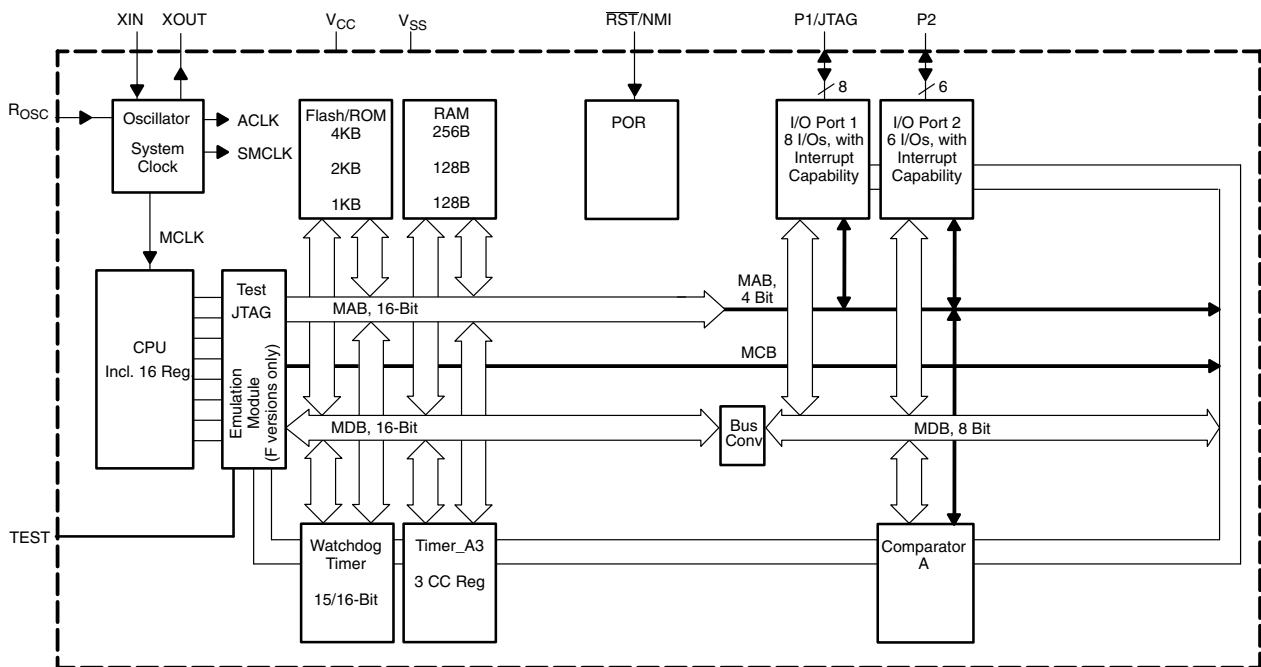 XIN XOUT VCC VSS RST/NMI P1/JTAG P2
8 6
ROSC
Oscillator
System
Clock
ACLK
SMCLK
Flash/ROM
4KB
2KB
1KB
RAM
256B
128B
128B
POR
I/O Port 1
8 I/Os, with
Interrupt
Capability
I/O Port 2
6 I/Os, with
Interrupt
Capability
MCLK
CPU
Incl. 16 Reg.
Test
JTAG
Emulation
Module
(F versions only)
MAB, 16-Bit
MAB,
4 Bit
MCB
MDB, 16-Bit
Bus
Conv
MDB, 8 Bit
TEST
Watchdog
Timer
15/16-Bit
Timer_A3
3 CC Reg
Comparator
A